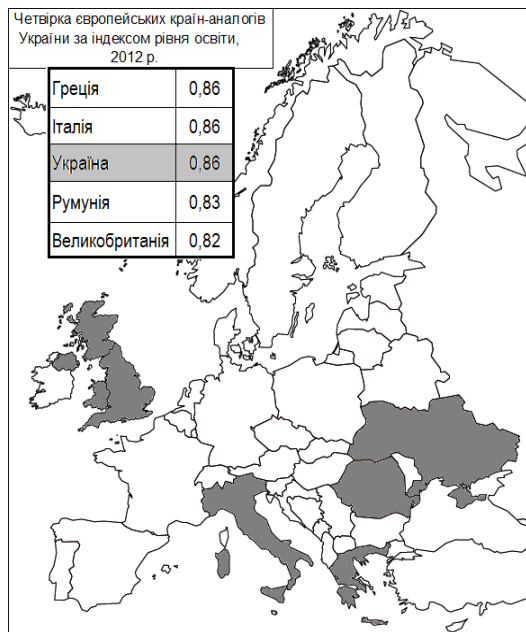 Четвірка європейських країн-аналогів
України за індексом рівня освіти,
2012 р.
Греція 0,86
Італія 0,86
Україна 0,86
Румунія 0,83
Великобританія 0,82